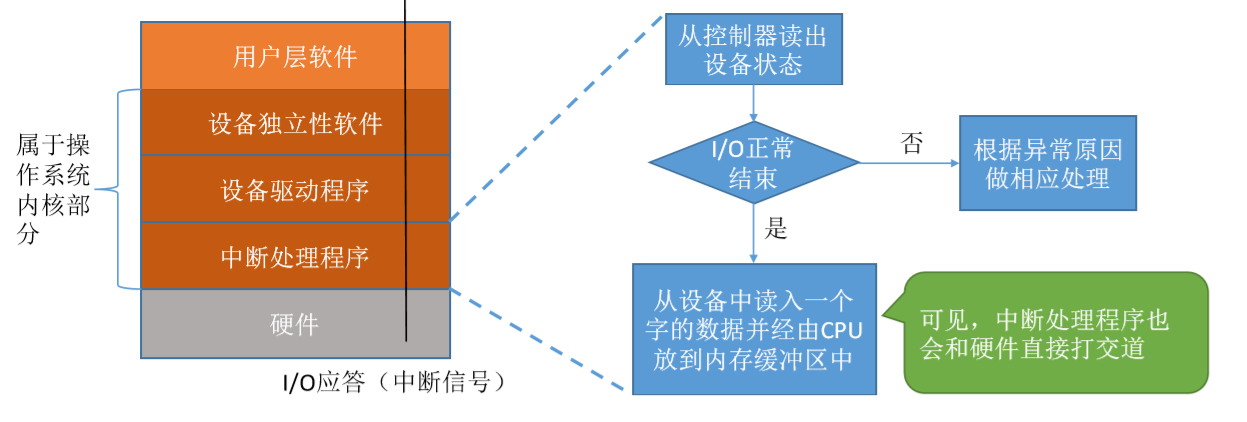 用户层软件
设备独立性软件
设备驱动程序
中断处理程序
硬件
属于操
作系统
内核部
分
I/O应答（中断信号）
从控制器读出
设备状态
I/O正常
结束
否
根据异常原因
做相应处理
是
从设备中读入一个
字的数据并经由CPU
放到内存缓冲区中
可见，中断处理程序也
会和硬件直接打交道